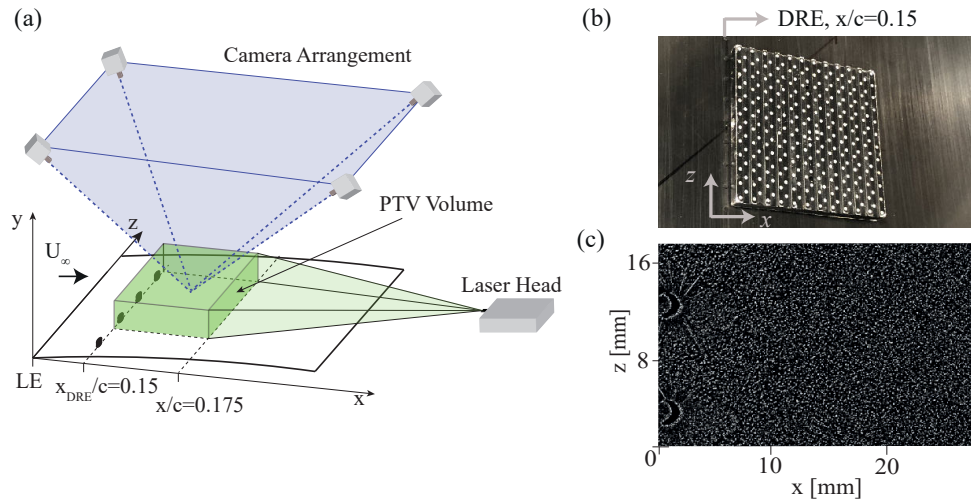 (a)
Camera Arrangement
PTV Volume
y
z
U∞
Laser Head
LE
x_DRE/c=0.15
x/c=0.175
x
(b)
DRE, x/c=0.15
z
x
(c)
16
8
0
z [mm]
10
20
x [mm]